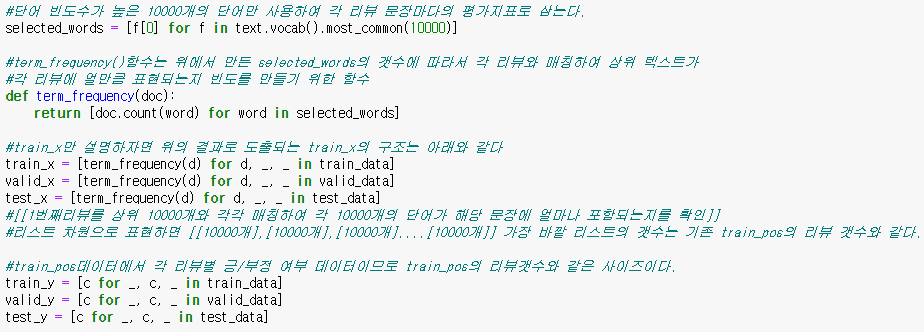 #단어 빈도수가 높은 10000개의 단어만 사용하여 각 리뷰 문장마다의 평가지표로 삼는다.
selected_words = [f[0] for f in text.vocab().most_common(10000)]
#term_frequency()함수는 위에서 만든 selected_words의 갯수에 따라서 각 리뷰와 매칭하여 상위 텍스트가
#각 리뷰에 얼만큼 표현되는지 빈도를 만들기 위한 함수
def term_frequency(doc):
    return [doc.count(word) for word in selected_words]
#train_x만 설명하자면 위의 결과로 도출되는 train_x의 구조는 아래와 같다
train_x = [term_frequency(d) for d, _, _ in train_data]
valid_x = [term_frequency(d) for d, _, _ in valid_data]
test_x = [term_frequency(d) for d, _, _ in test_data]
#[[1번째리뷰를 상위 10000개와 각각 매칭하여 각 10000개의 단어가 해당 문장에 얼마나 포함되는지를 확인]]
#리스트 차원으로 표현하면 [[10000개],[10000개],[10000개]....[10000개]] 가장 바깥 리스트의 갯수는 기존 train_pos의 리뷰 갯수와 같다.
#train_pos데이터에서 각 리뷰별 긍/부정 여부 데이터이므로 train_pos의 리뷰갯수와 같은 사이즈이다.
train_y = [c for _, c, _ in train_data]
valid_y = [c for _, c, _ in valid_data]
test_y = [c for _, c, _ in test_data]